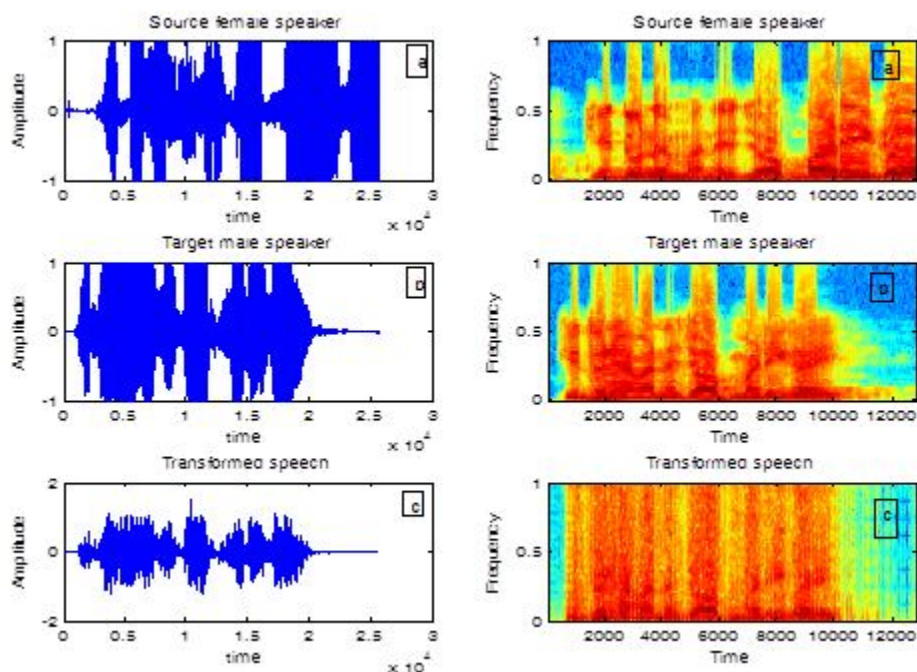 Source female speaker
Source female speaker
Amplitude
1
0
-1
a
0 0.5 1 1.5 2 2.5 3
time
x 10^4
Frequency
1
0.5
0
a
2000 4000 6000 8000 10000 12000
Time
Target male speaker
Target male speaker
Amplitude
1
0
-1
b
0 0.5 1 1.5 2 2.5 3
time
x 10^4
Frequency
1
0.5
0
b
2000 4000 6000 8000 10000 12000
Time
Transformed speech
Transformed speech
Amplitude
2
0
-2
c
0 0.5 1 1.5 2 2.5 3
time
x 10^4
Frequency
1
0.5
0
c
2000 4000 6000 8000 10000 12000
Time